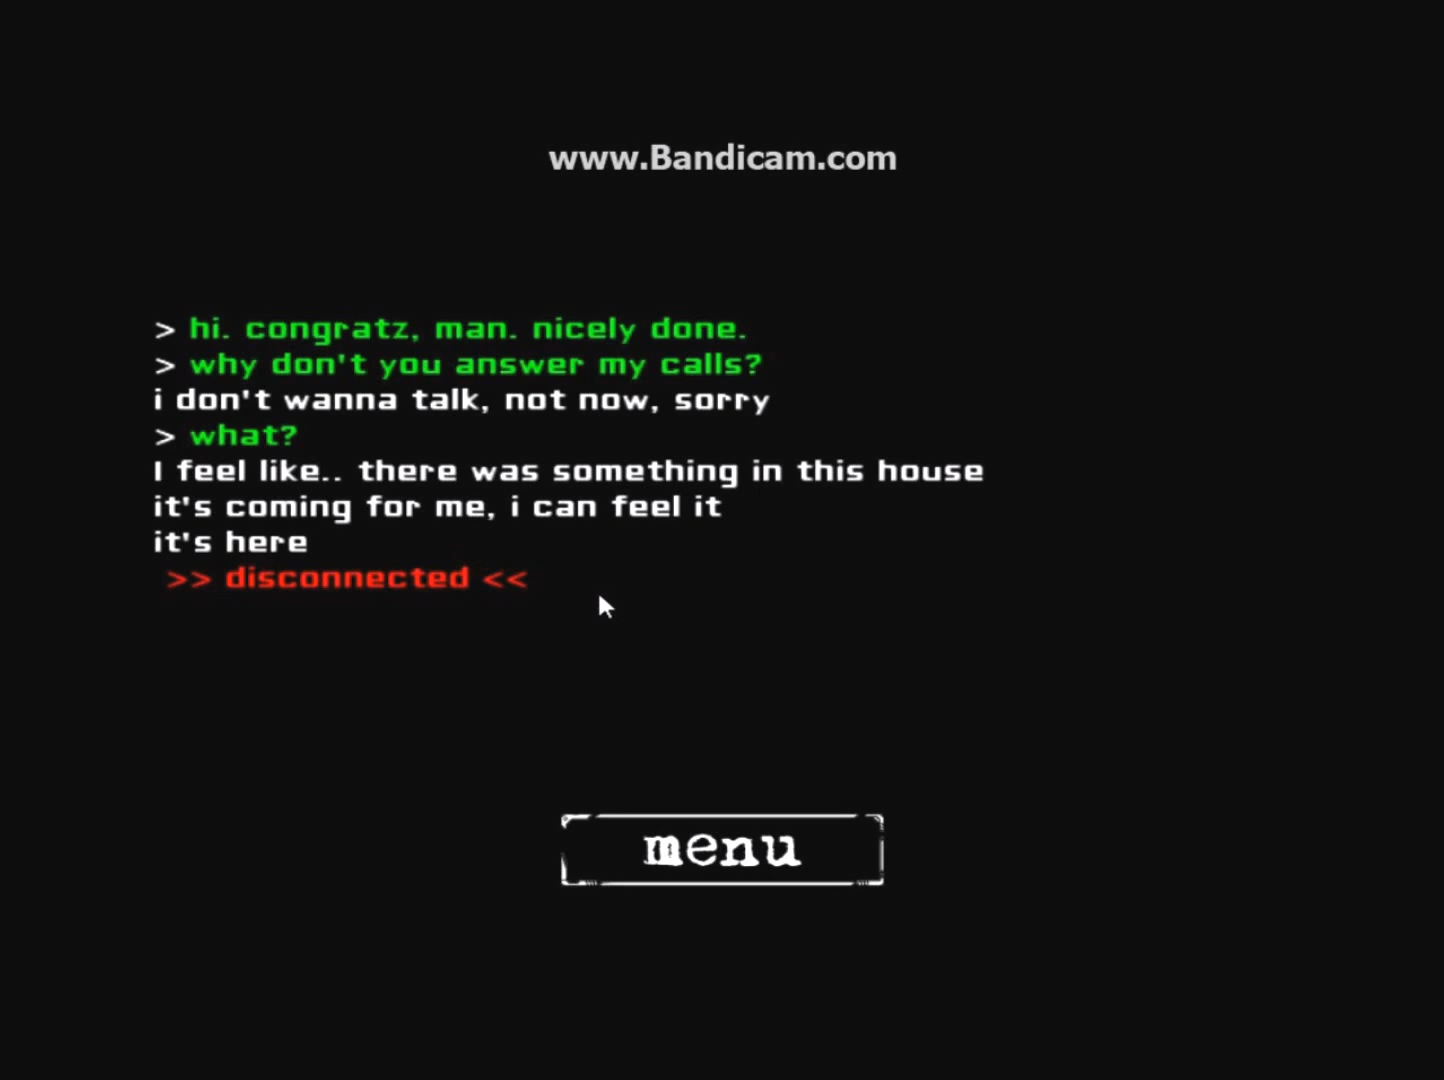 www.Bandicam.com
> hi. congratz, man. nicely done.
> why don't you answer my calls?
i don't wanna talk, not now, sorry
> what?
I feel like.. there was something in this house
it's coming for me, i can feel it
it's here
>> disconnected <<
menu